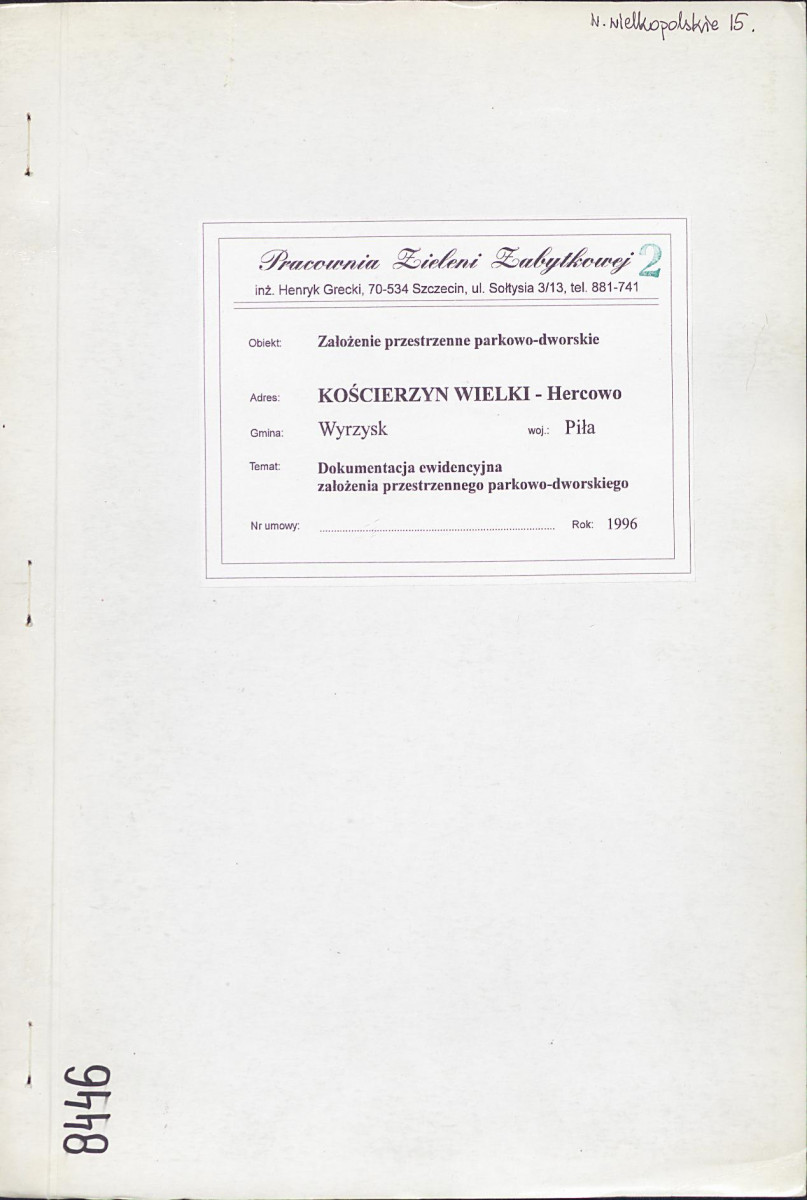 W. Wielkopolskie 15.
Pracownia Zieleni Zabytkowej 2
inż. Henryk Grecki, 70-534 Szczecin, ul. Sołtysia 3/13, tel. 881-741
Obiekt: Założenie przestrzenne parkowo-dworskie
Adres: KOŚCIERZYN WIELKI - Hercowo
Gmina: Wyrzysk woj.: Piła
Temat: Dokumentacja ewidencyjna
założenia przestrzennego parkowo-dworskiego
Nr umowy: ........................................ Rok: 1996
8446